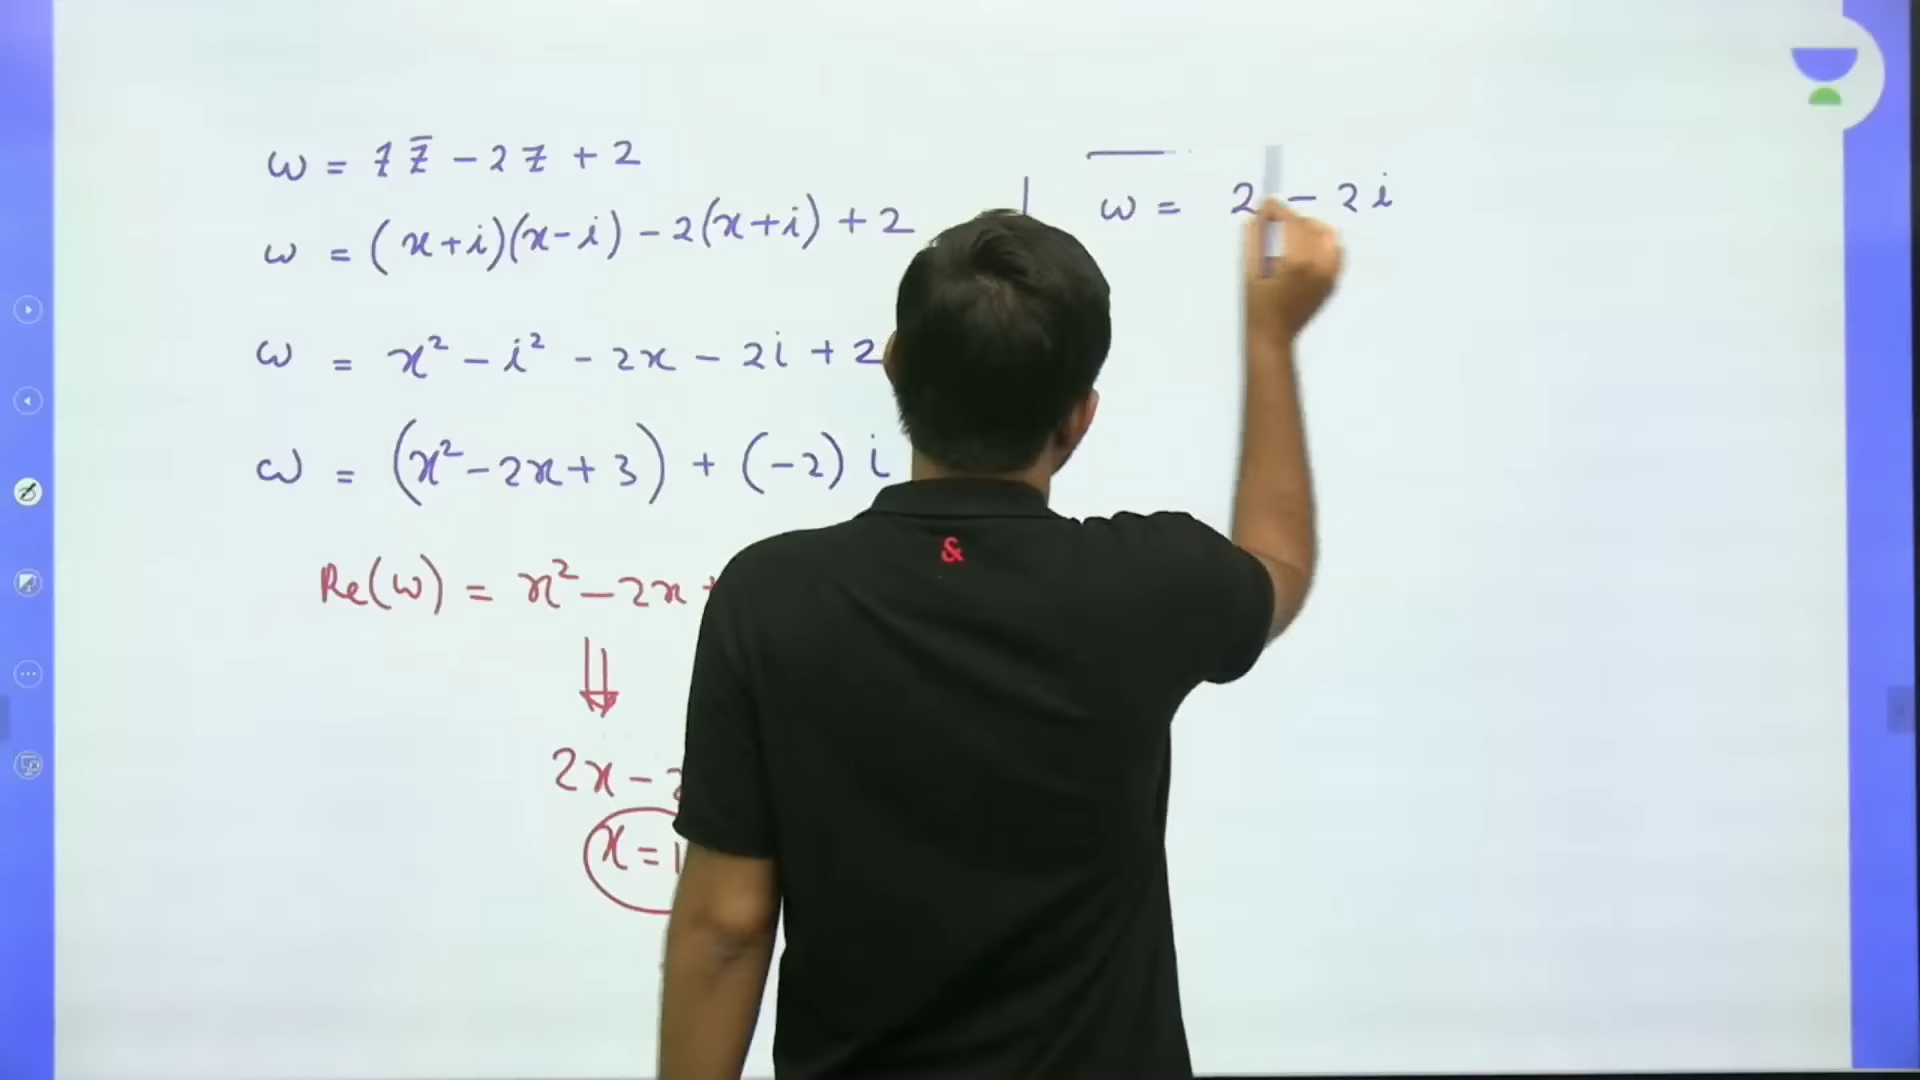 ω = z z̄ - 2z + 2
ω = (x+i)(x-i) - 2(x+i) + 2
ω = x² - i² - 2x - 2i + 2
ω = (x² - 2x + 3) + (-2) i
Re(ω) = x² - 2x +
2x -
x = 1
ω = 2 - 2i
&